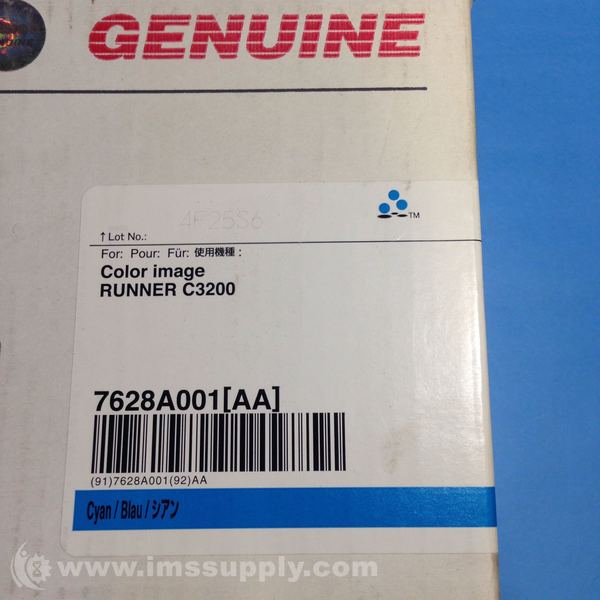 GENUINE
4F25S6
↑ Lot No.:
™
For: Pour: Für: 使用機種:
Color image
RUNNER C3200
7628A001[AA]
(91)7628A001(92)AA
Cyan / Blau / シアン
© www.imssupply.com